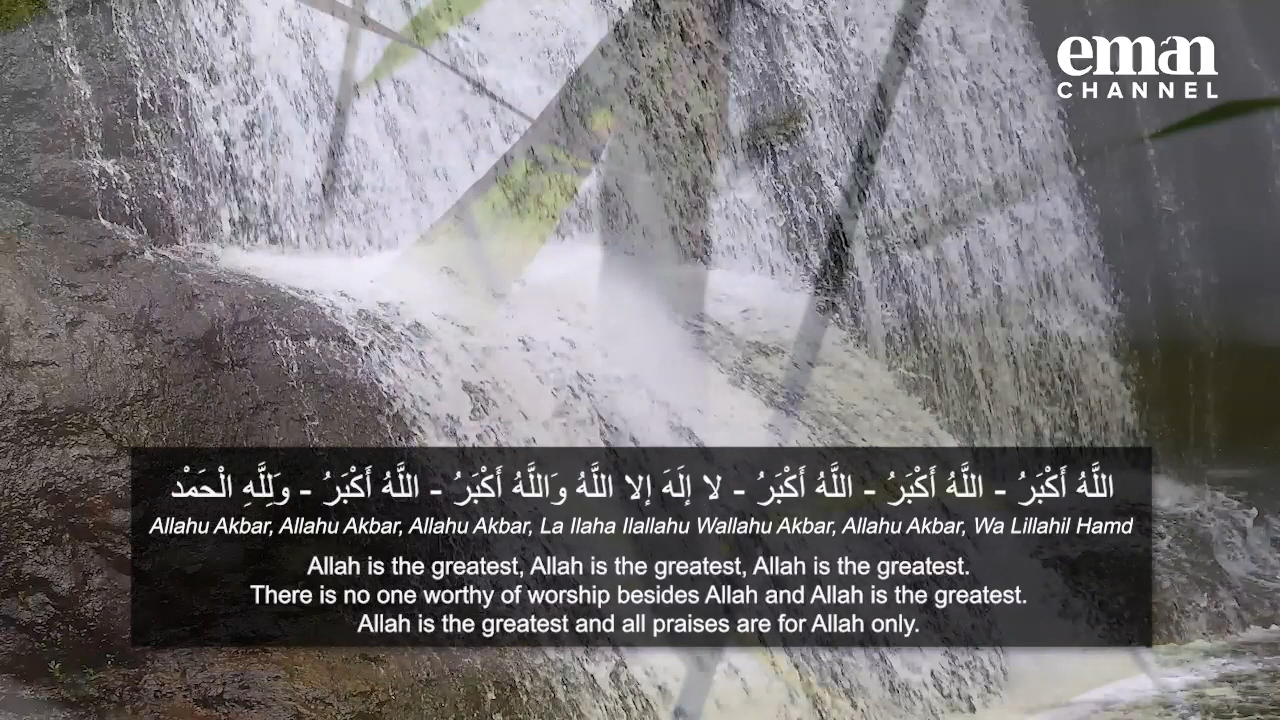 eman
CHANNEL
اللَّهُ أَكْبَرُ - اللَّهُ أَكْبَرُ - اللَّهُ أَكْبَرُ - لا إِلَهَ إِلا اللَّهُ وَاللَّهُ أَكْبَرُ - اللَّهُ أَكْبَرُ - وَلِلَّهِ الْحَمْد
Allahu Akbar, Allahu Akbar, Allahu Akbar, La Ilaha Ilallahu Wallahu Akbar, Allahu Akbar, Wa Lillahil Hamd
Allah is the greatest, Allah is the greatest, Allah is the greatest.
There is no one worthy of worship besides Allah and Allah is the greatest.
Allah is the greatest and all praises are for Allah only.